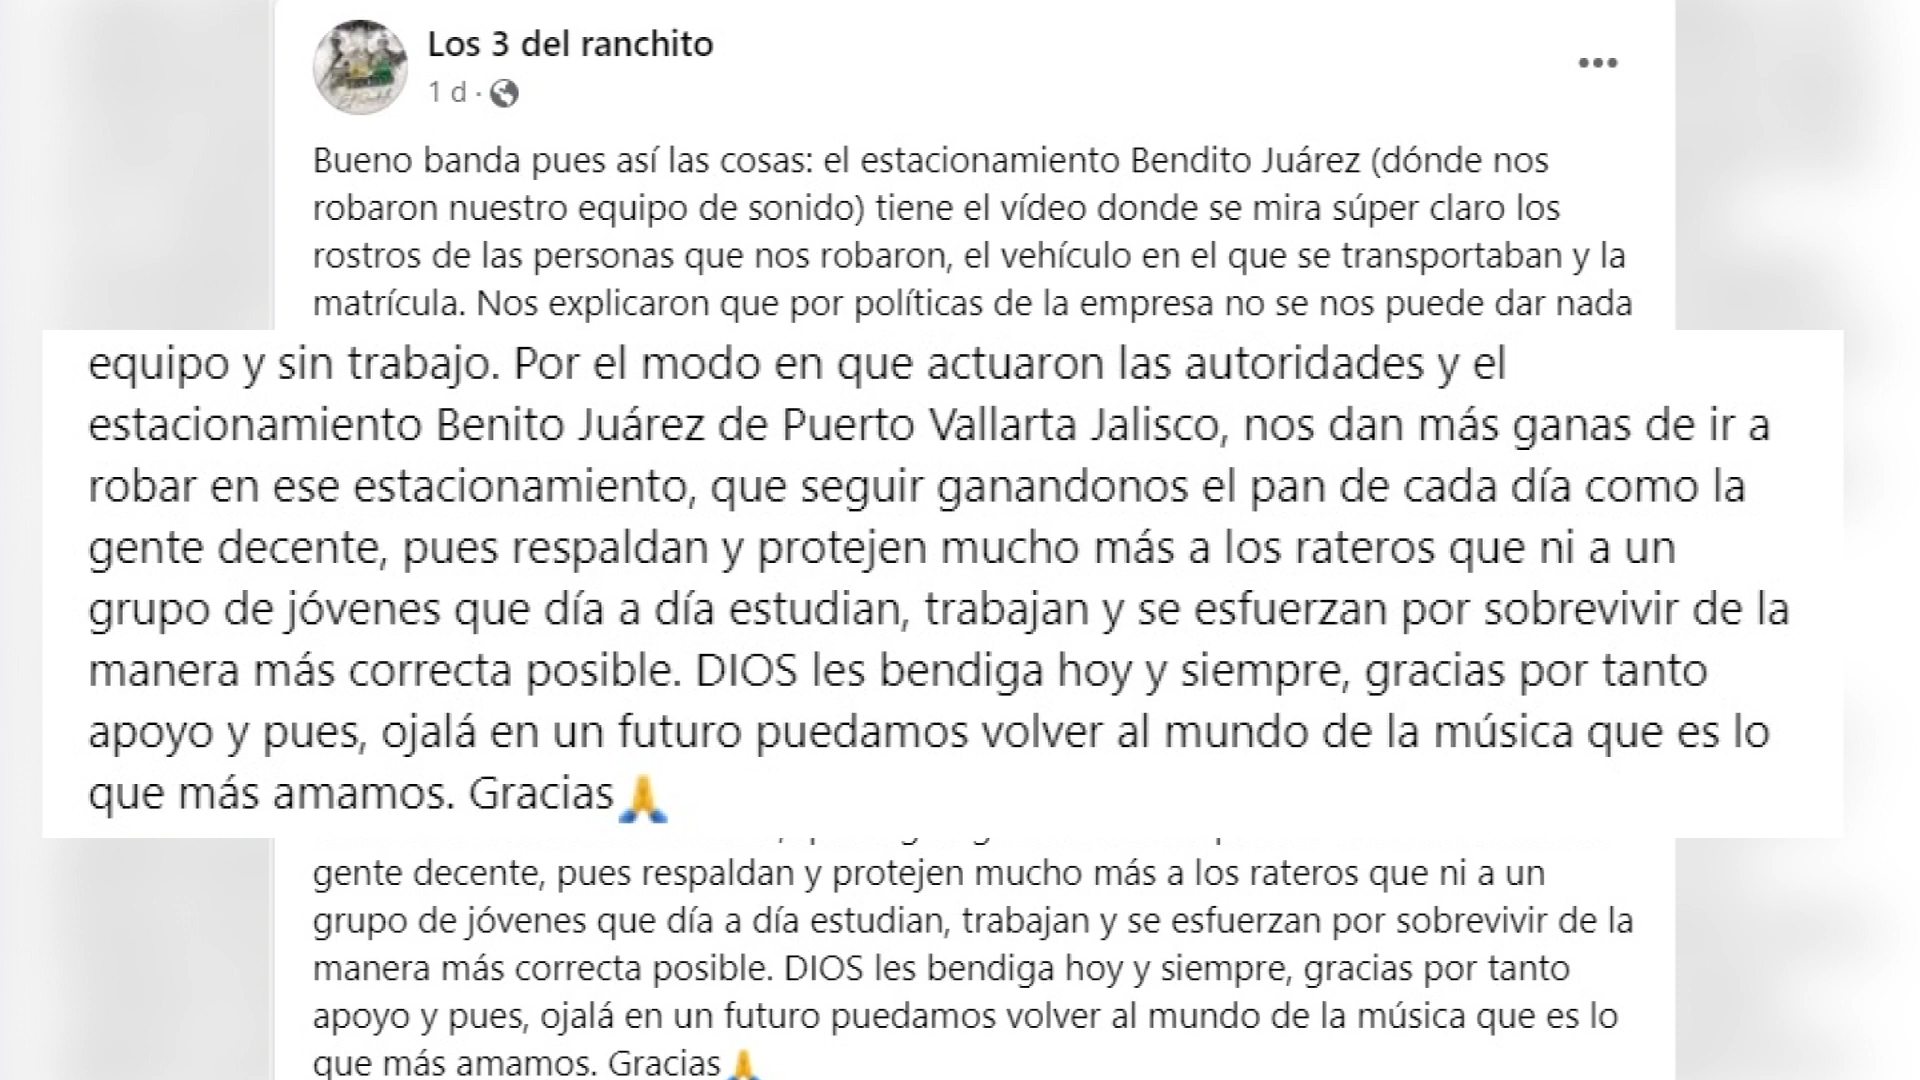 Los 3 del ranchito
1 d ·
Bueno banda pues así las cosas: el estacionamiento Bendito Juárez (dónde nos
robaron nuestro equipo de sonido) tiene el vídeo donde se mira súper claro los
rostros de las personas que nos robaron, el vehículo en el que se transportaban y la
matrícula. Nos explicaron que por políticas de la empresa no se nos puede dar nada
equipo y sin trabajo. Por el modo en que actuaron las autoridades y el
estacionamiento Benito Juárez de Puerto Vallarta Jalisco, nos dan más ganas de ir a
robar en ese estacionamiento, que seguir ganandonos el pan de cada día como la
gente decente, pues respaldan y protejen mucho más a los rateros que ni a un
grupo de jóvenes que día a día estudian, trabajan y se esfuerzan por sobrevivir de la
manera más correcta posible. DIOS les bendiga hoy y siempre, gracias por tanto
apoyo y pues, ojalá en un futuro puedamos volver al mundo de la música que es lo
que más amamos. Gracias🙏
gente decente, pues respaldan y protejen mucho más a los rateros que ni a un
grupo de jóvenes que día a día estudian, trabajan y se esfuerzan por sobrevivir de la
manera más correcta posible. DIOS les bendiga hoy y siempre, gracias por tanto
apoyo y pues, ojalá en un futuro puedamos volver al mundo de la música que es lo
que más amamos. Gracias🙏